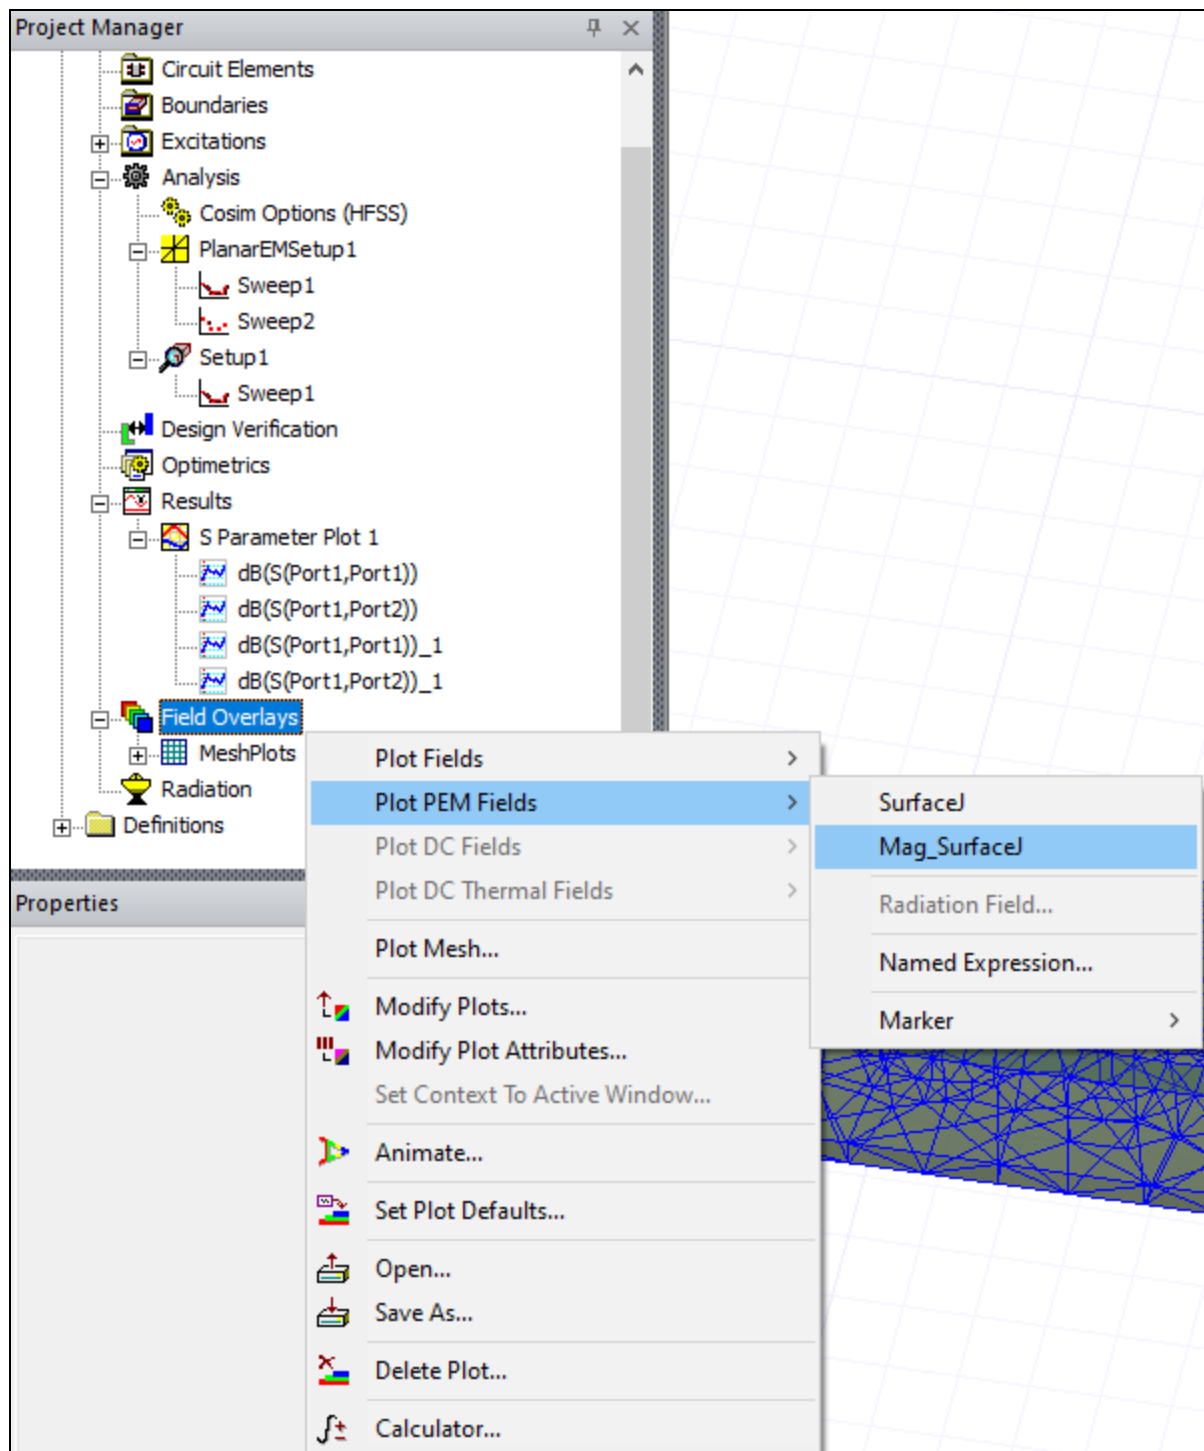 Project Manager
Circuit Elements
Boundaries
Excitations
Analysis
Cosim Options (HFSS)
PlanarEMSetup1
Sweep1
Sweep2
Setup1
Sweep1
Design Verification
Optimetrics
Results
S Parameter Plot 1
dB(S(Port1,Port1))
dB(S(Port1,Port2))
dB(S(Port1,Port1))_1
dB(S(Port1,Port2))_1
Field Overlays
MeshPlots
Radiation
Definitions
Properties
Plot Fields
Plot PEM Fields
Plot DC Fields
Plot DC Thermal Fields
Plot Mesh...
Modify Plots...
Modify Plot Attributes...
Set Context To Active Window...
Animate...
Set Plot Defaults...
Open...
Save As...
Delete Plot...
Calculator...
SurfaceJ
Mag_SurfaceJ
Radiation Field...
Named Expression...
Marker